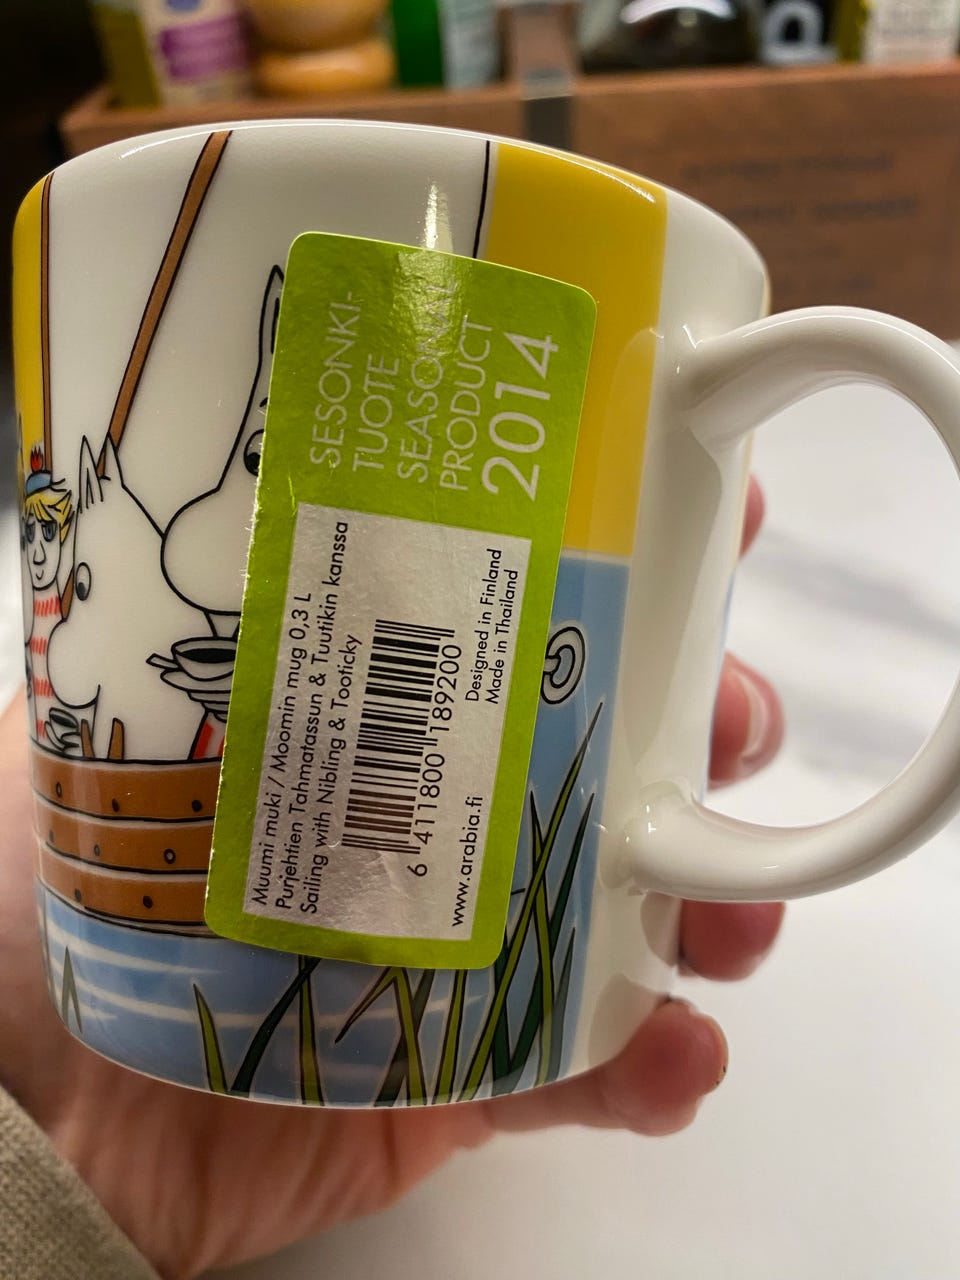 SESONKI-
TUOTE
SEASONAL
PRODUCT
2014
Muumi muki / Moomin mug 0,3 L
Purjehtien Tahmatassun & Tuutikin kanssa
Sailing with Nibling & Tooticky
6 411800 189200
Designed in Finland
Made in Thailand
www.arabia.fi